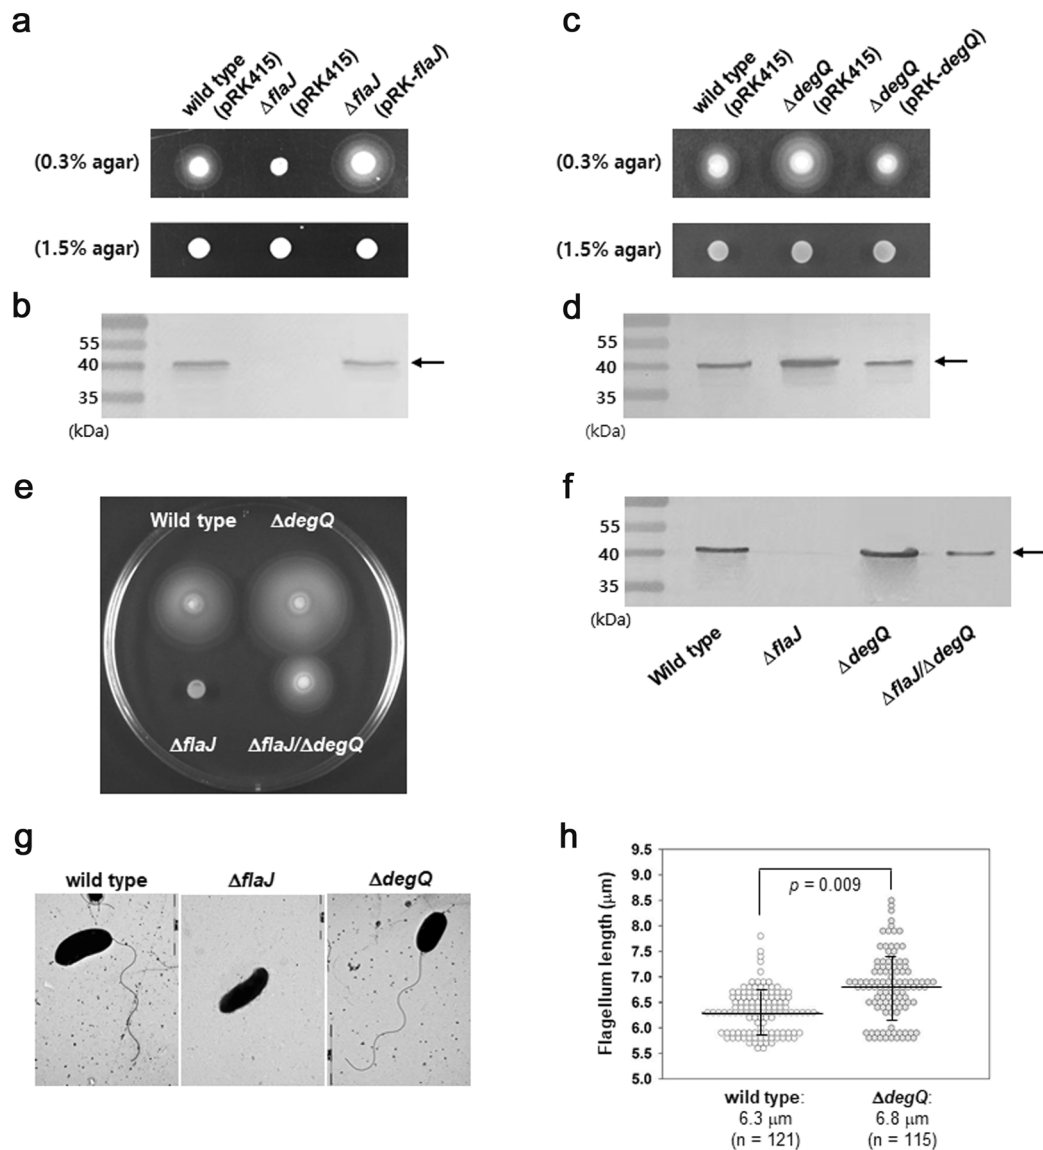 a
wild type
(pRK415)
ΔflaJ
(pRK415)
ΔflaJ
(pRK-flaJ)
(0.3% agar)
(1.5% agar)
b
55
40
35
(kDa)
c
wild type
(pRK415)
ΔdegQ
(pRK415)
ΔdegQ
(pRK-degQ)
(0.3% agar)
(1.5% agar)
d
55
40
35
(kDa)
e
Wild type ΔdegQ
ΔflaJ ΔflaJ/ΔdegQ
f
55
40
35
(kDa)
Wild type
ΔflaJ
ΔdegQ
ΔflaJ/ΔdegQ
g
wild type ΔflaJ ΔdegQ
h
Flagellum length (μm)
9.5
9.0
8.5
8.0
7.5
7.0
6.5
6.0
5.5
5.0
p = 0.009
wild type: ΔdegQ:
6.3 μm 6.8 μm
(n = 121) (n = 115)